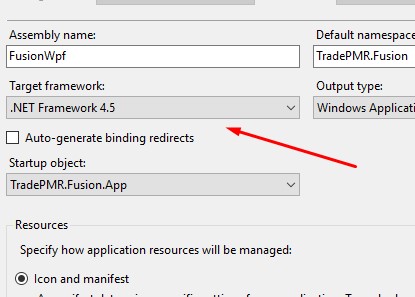 Assembly name:
Default namespace
FusionWpf
TradePMR.Fusion
Target framework:
Output type:
.NET Framework 4.5
Windows Applicati
Auto-generate binding redirects
Startup object:
TradePMR.Fusion.App
Resources
Specify how application resources will be managed:
Icon and manifest